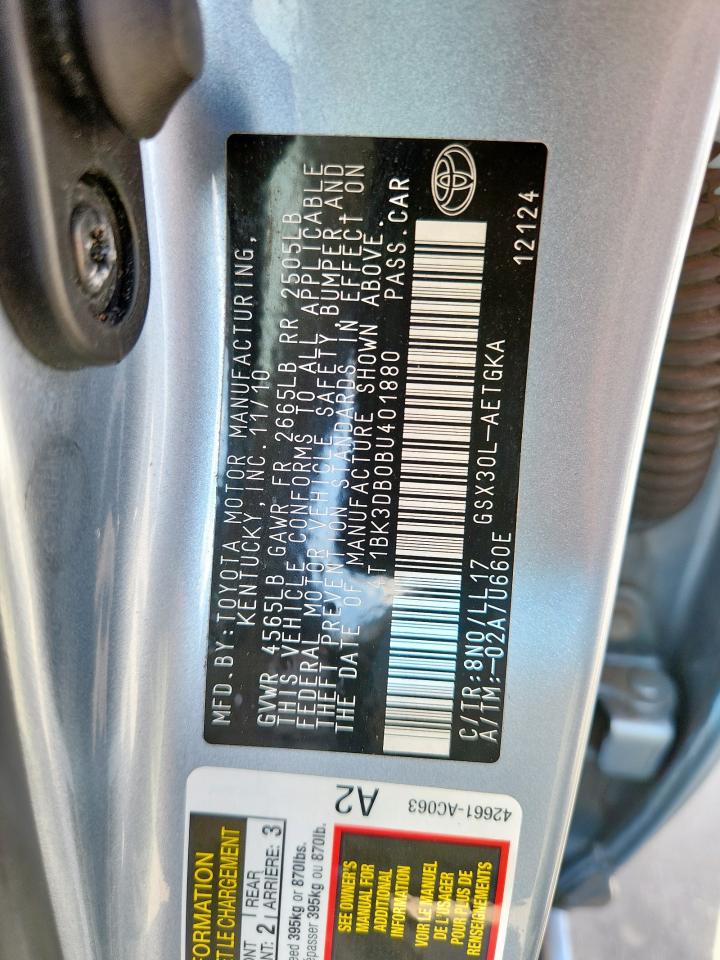 MFD.BY:TOYOTA MOTOR MANUFACTURING,
KENTUCKY,INC. 11/10
GVWR 4565LB GAWR FR 2665LB RR 2505LB
THIS VEHICLE CONFORMS TO ALL APPLICABLE
FEDERAL MOTOR VEHICLE SAFETY, BUMPER, AND
THEFT PREVENTION STANDARDS IN EFFECT ON
THE DATE OF MANUFACTURE SHOWN ABOVE.
4T1BK3DB0BU401880 PASS.CAR
C/TR:8N0/LL17 GSX30L-AETGKA
A/TM:-02A/U660E
12124
A2
42661-AC063
ET LE CHARGEMENT
REAR
2 ARRIÈRE: 3
395kg or 870lbs.
395kg ou 870lb.
SEE OWNER'S
MANUAL FOR
ADDITIONAL
INFORMATION
VOIR LE MANUEL
DE L'USAGER
POUR PLUS DE
RENSEIGNEMENTS